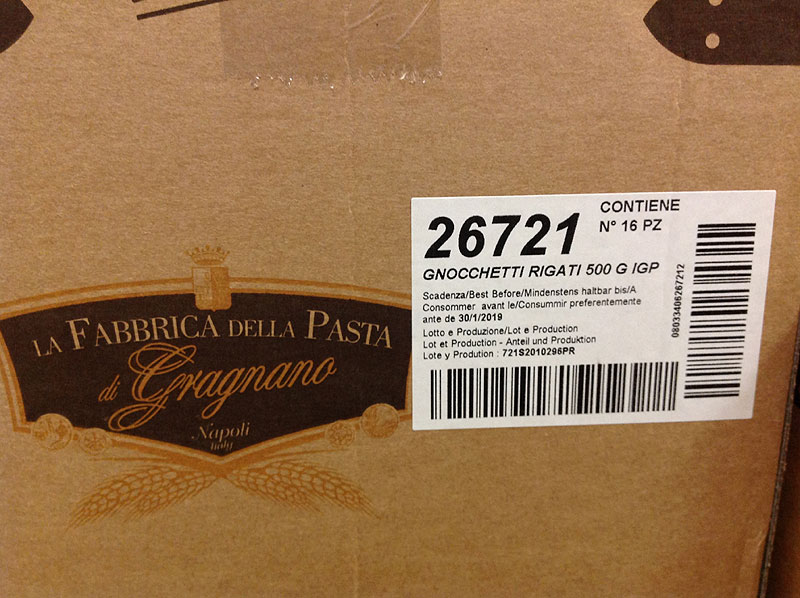 LA FABBRICA DELLA PASTA
di Gragnano
Napoli
Italy
26721
CONTIENE
N° 16 PZ
GNOCCHETTI RIGATI 500 G IGP
Scadenza/Best Before/Mindenstens haltbar bis/A
Consommer avant le/Consummir preferentemente
ante de 30/1/2019
Lotto e Produzione/Lot e Production
Lot et Production - Anteil und Produktion
Lote y Prodution : 721S2010296PR
08033406267212